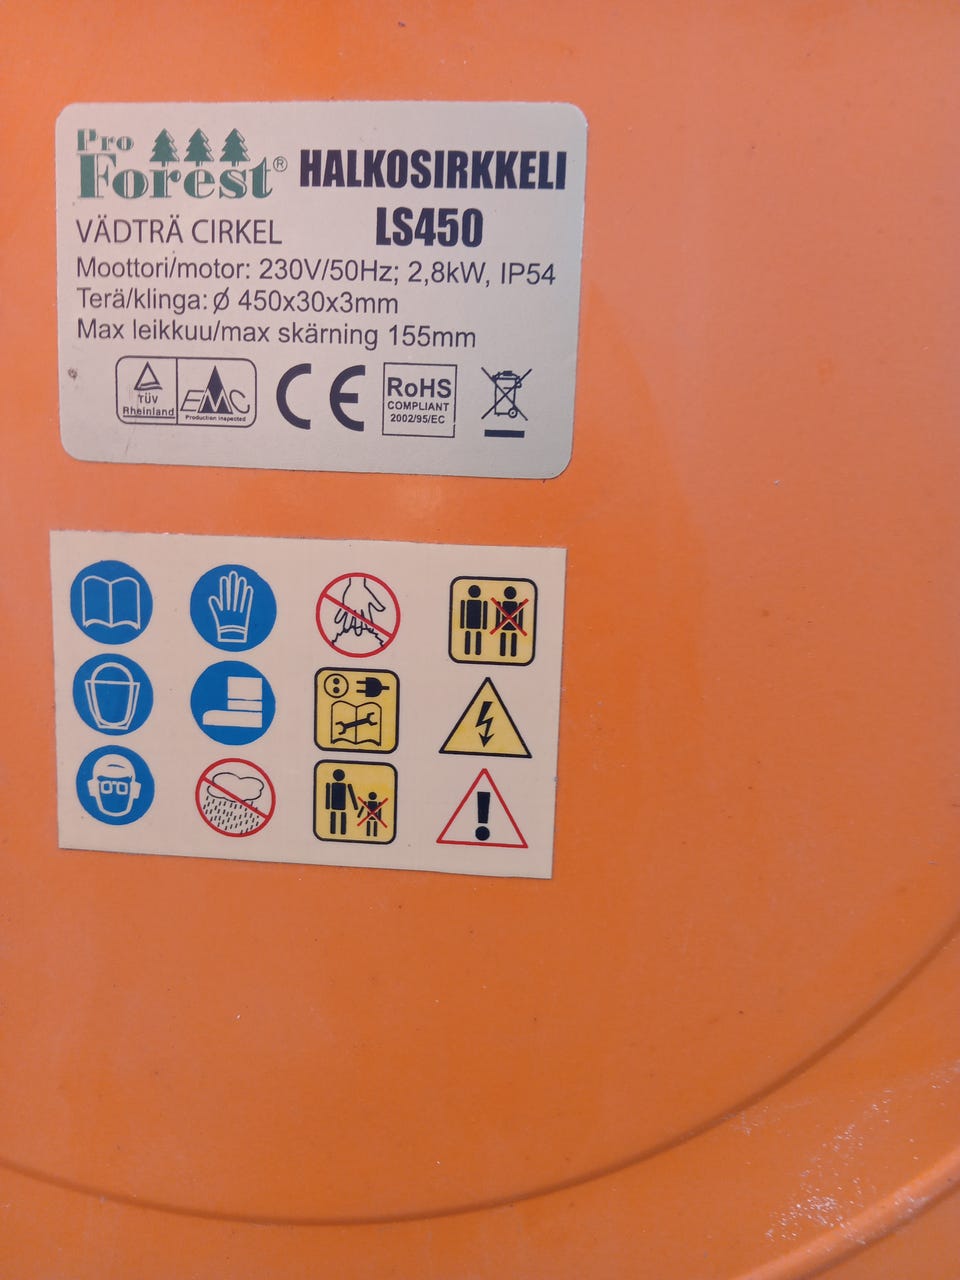 Pro
Forest® HALKOSIRKKELI
VÄDTRÄ CIRKEL LS450
Moottori/motor: 230V/50Hz; 2,8kW, IP54
Terä/klinga: Ø 450x30x3mm
Max leikkuu/max skärning 155mm
TÜV
Rheinland
EMC
Production inspected
CE
RoHS
COMPLIANT
2002/95/EC